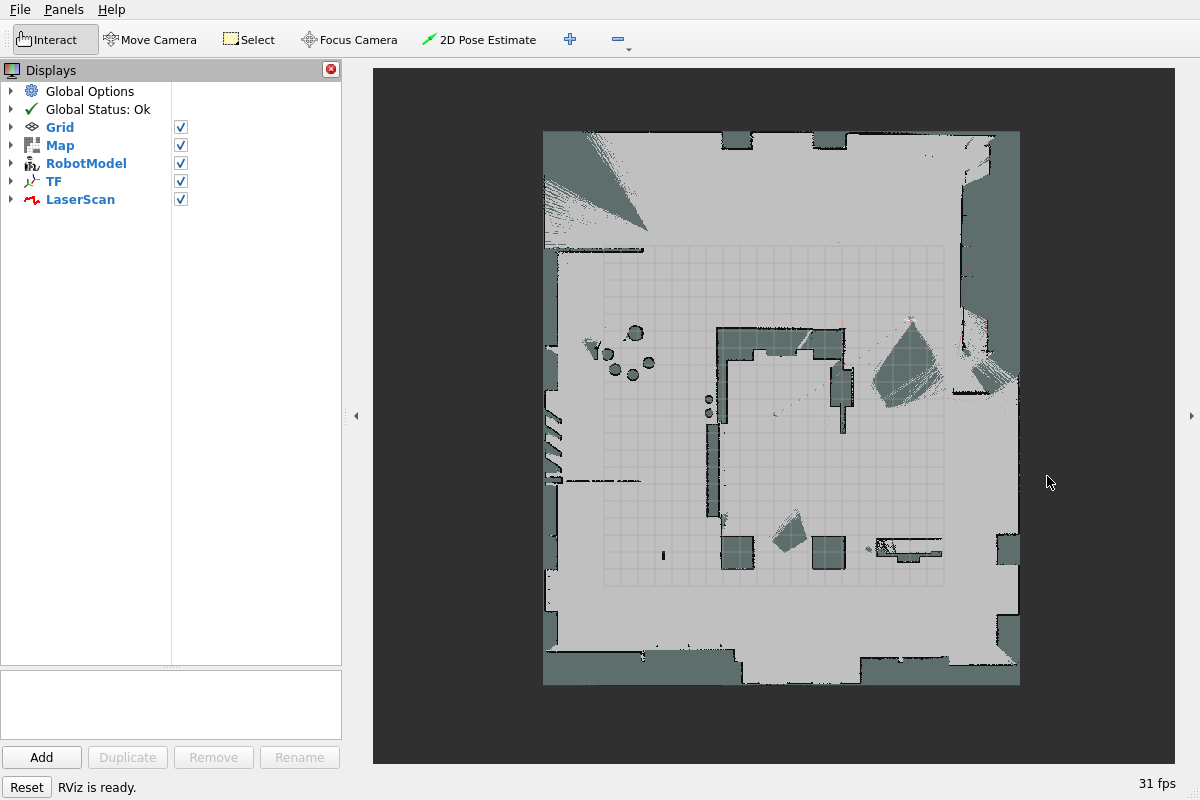 File Panels Help
Interact Move Camera Select Focus Camera 2D Pose Estimate
Displays
Global Options
Global Status: Ok
Grid
Map
RobotModel
TF
LaserScan
Add Duplicate Remove Rename
Reset RViz is ready. 31 fps